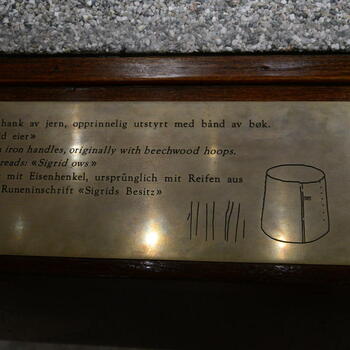 hank av jern, opprinnelig utstyrt med bånd av bøk.
d eier»
iron handles, originally with beechwood hoops.
reads: «Sigrid ows»
mit Eisenhenkel, ursprünglich mit Reifen aus
Runeninschrift «Sigrids Besitz»